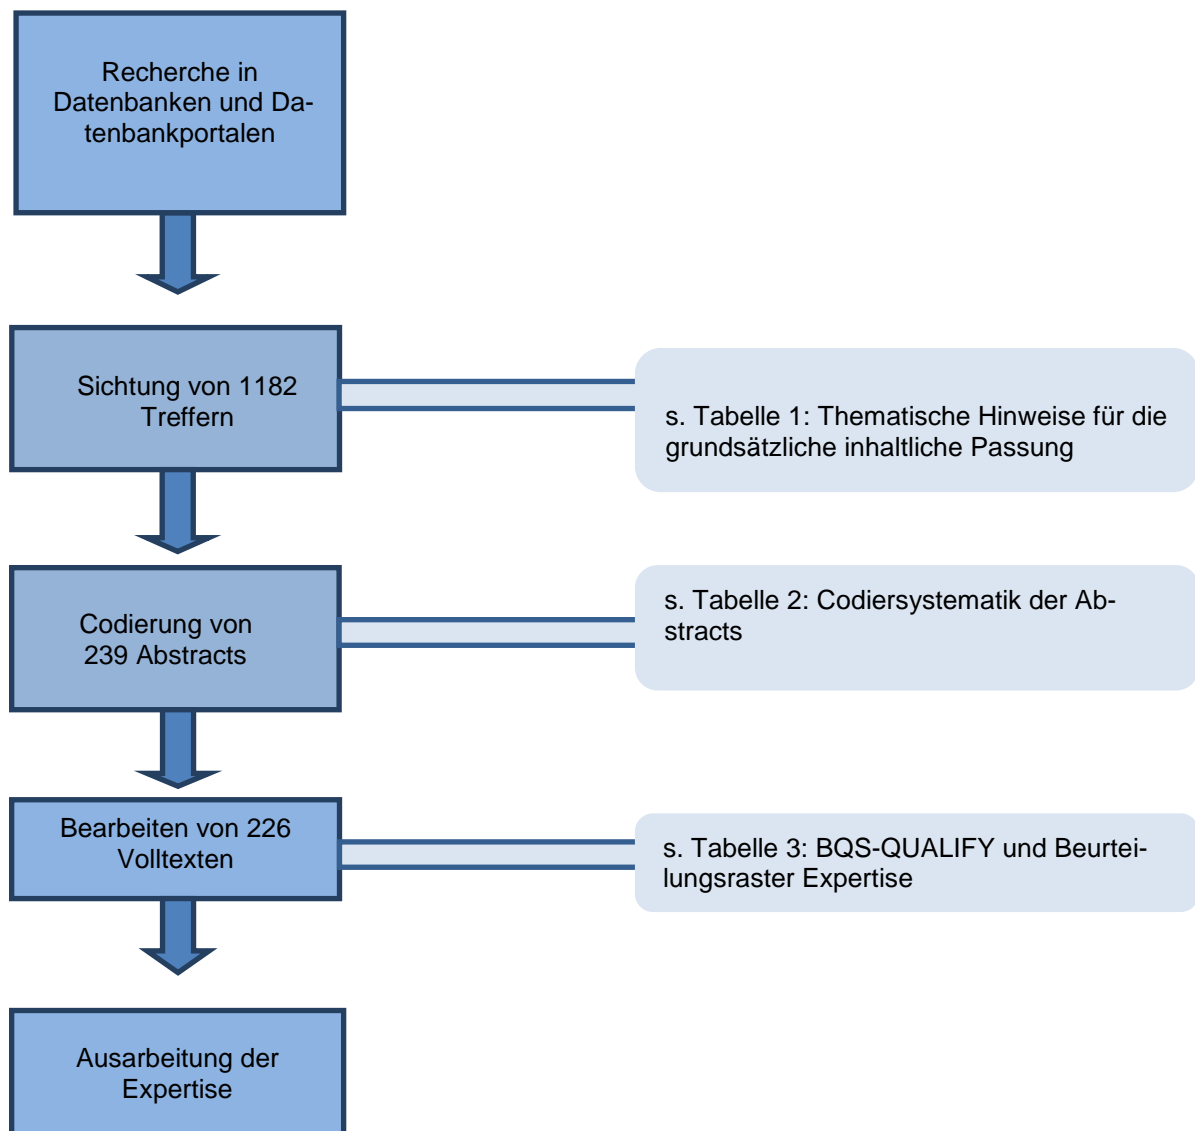 Recherche in
Datenbanken und Da-
tenbankportalen
Sichtung von 1182
Treffern
s. Tabelle 1: Thematische Hinweise für die
grundsätzliche inhaltliche Passung
Codierung von
239 Abstracts
s. Tabelle 2: Codiersystematik der Ab-
stracts
Bearbeiten von 226
Volltexten
s. Tabelle 3: BQS-QUALIFY und Beurtei-
lungsraster Expertise
Ausarbeitung der
Expertise